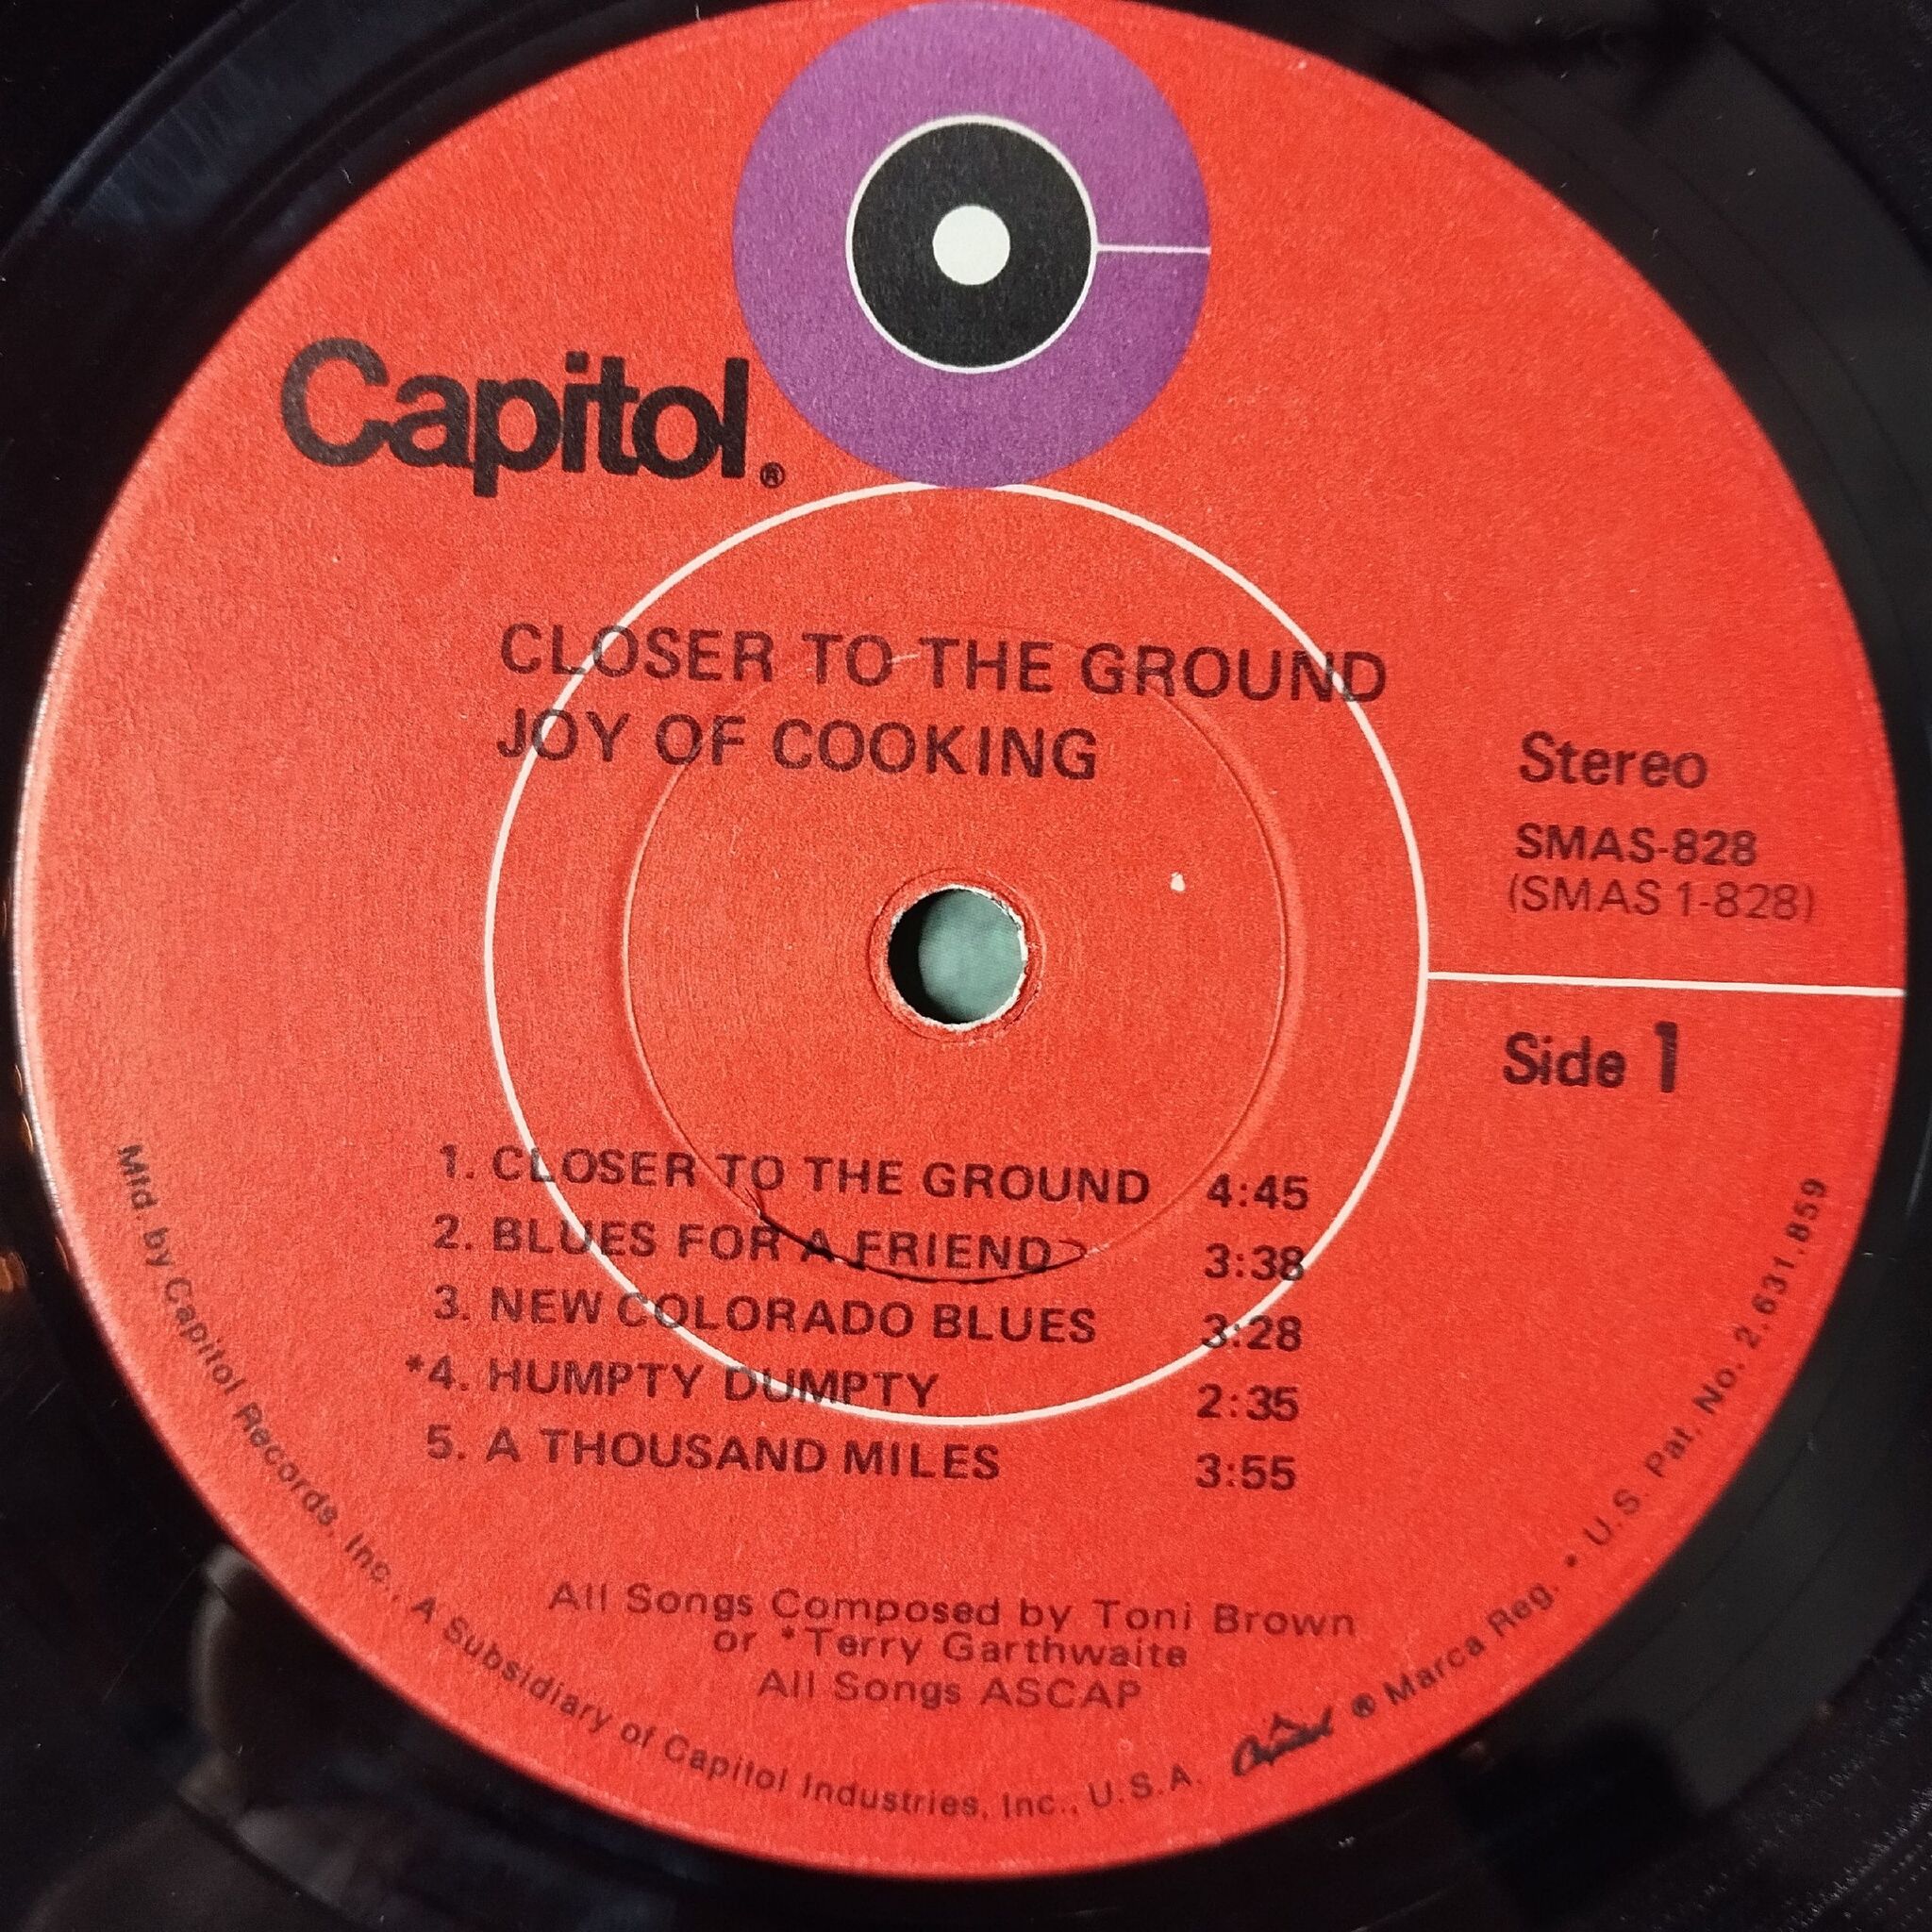 Capitol®
CLOSER TO THE GROUND
JOY OF COOKING
Stereo
SMAS-828
(SMAS 1-828)
Side 1
1. CLOSER TO THE GROUND 4:45
2. BLUES FOR A FRIEND 3:38
3. NEW COLORADO BLUES 3:28
*4. HUMPTY DUMPTY 2:35
5. A THOUSAND MILES 3:55
All Songs Composed by Toni Brown
or *Terry Garthwaite
All Songs ASCAP
Mfd. by Capitol Records, Inc., A Subsidiary of Capitol Industries, Inc., U.S.A. Capitol ® Marca Reg. • U.S. Pat. No. 2,631,859